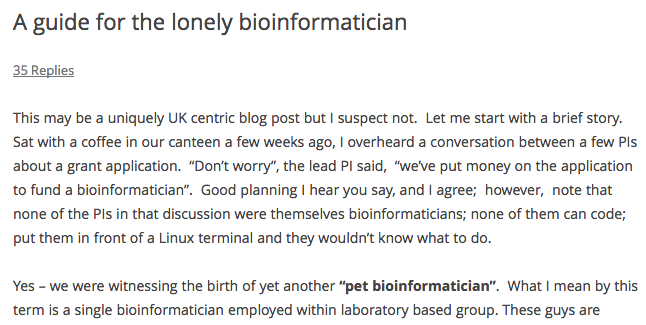 A guide for the lonely bioinformatician
35 Replies
This may be a uniquely UK centric blog post but I suspect not.  Let me start with a brief story.
Sat with a coffee in our canteen a few weeks ago, I overheard a conversation between a few PIs
about a grant application.  “Don’t worry”, the lead PI said,  “we’ve put money on the application
to fund a bioinformatician”.  Good planning I hear you say, and I agree;  however,  note that
none of the PIs in that discussion were themselves bioinformaticians; none of them can code;
put them in front of a Linux terminal and they wouldn’t know what to do.
Yes – we were witnessing the birth of yet another “pet bioinformatician”.  What I mean by this
term is a single bioinformatician employed within laboratory based group. These guys are